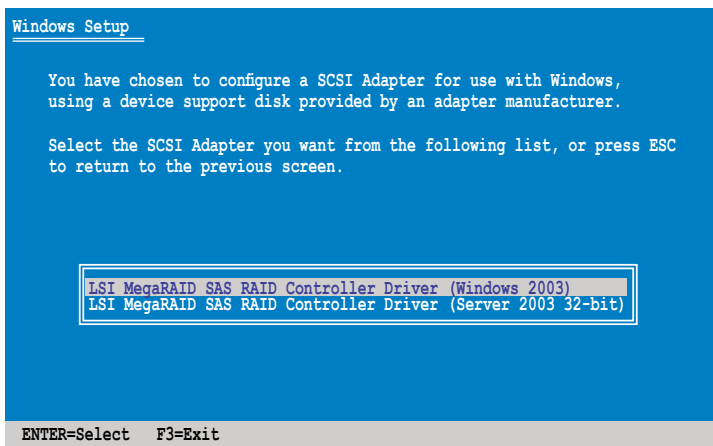 Windows Setup
You have chosen to configure a SCSI Adapter for use with Windows,
using a device support disk provided by an adapter manufacturer.
Select the SCSI Adapter you want from the following list, or press ESC
to return to the previous screen.
LSI MegaRAID SAS RAID Controller Driver (Windows 2003)
LSI MegaRAID SAS RAID Controller Driver (Server 2003 32-bit)
ENTER=Select F3=Exit